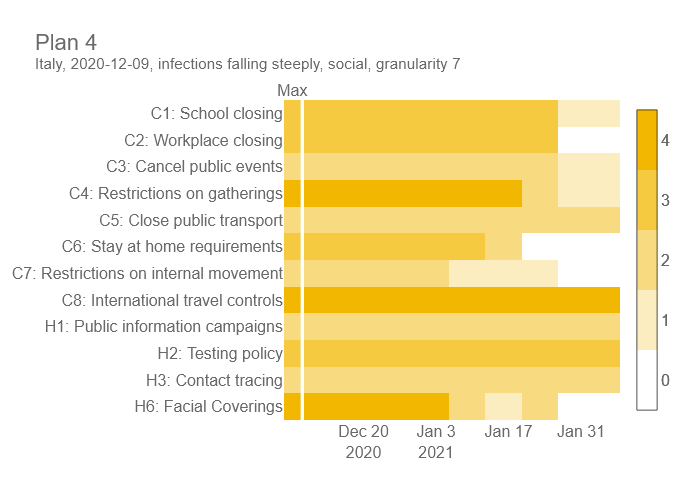 Plan 4
Italy, 2020-12-09, infections falling steeply, social, granularity 7
Max
C1: School closing
C2: Workplace closing
C3: Cancel public events
C4: Restrictions on gatherings
C5: Close public transport
C6: Stay at home requirements
C7: Restrictions on internal movement
C8: International travel controls
H1: Public information campaigns
H2: Testing policy
H3: Contact tracing
H6: Facial Coverings
Dec 20 Jan 3 Jan 17 Jan 31
2020 2021
4
3
2
1
0